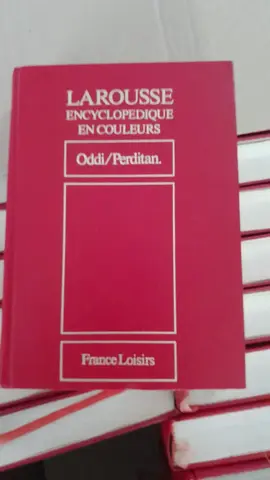 LAROUSSE
ENCYCLOPEDIQUE
EN COULEURS
Oddi/Perditan.
France Loisirs